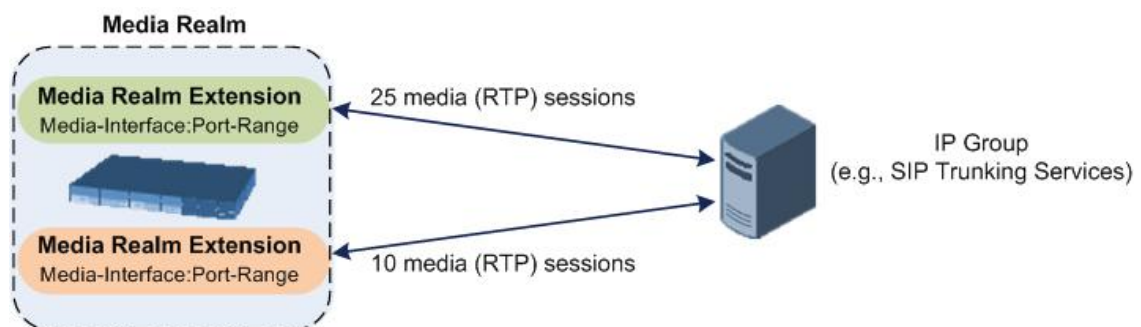 Media Realm
Media Realm Extension
Media-Interface:Port-Range
25 media (RTP) sessions
IP Group
(e.g., SIP Trunking Services)
Media Realm Extension
Media-Interface:Port-Range
10 media (RTP) sessions